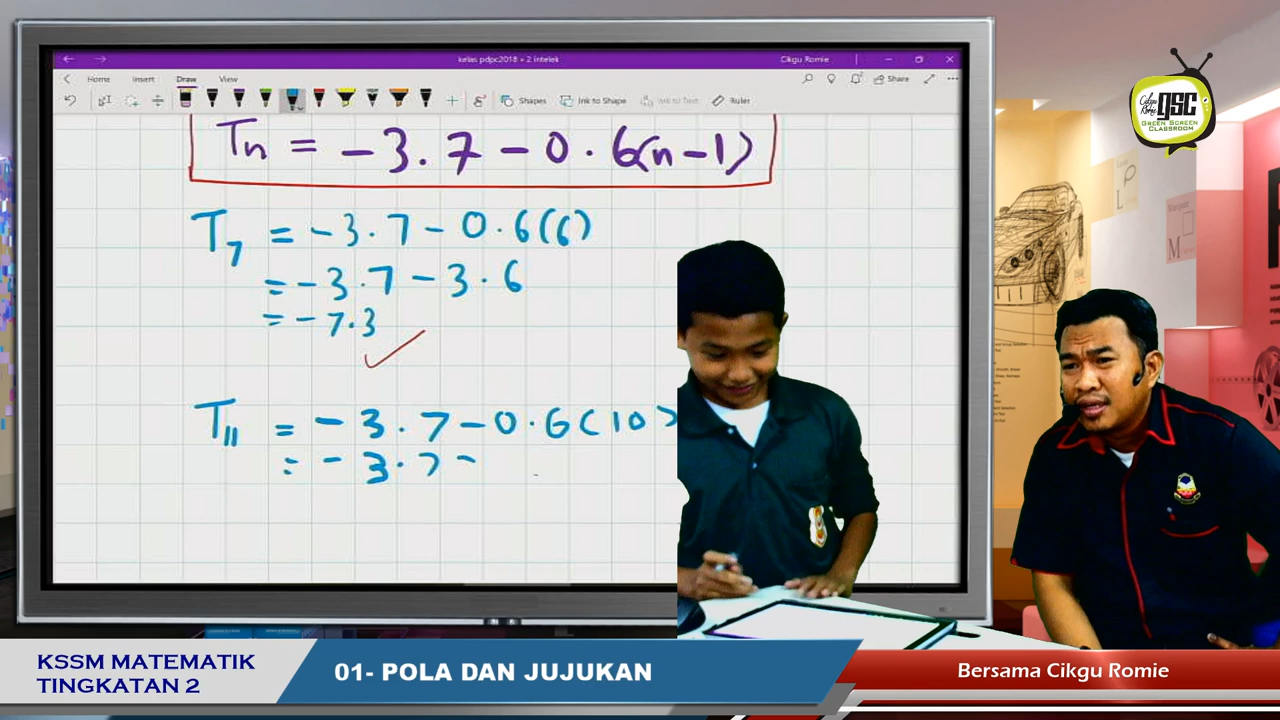 kelas pdpc2018 » 2 intelek
Cikgu Romie
Home Insert Draw View
Share
Shapes Ink to Shape Ink to Text Ruler
Tn = -3.7 - 0.6(n-1)
T7 = -3.7 - 0.6(6)
= -3.7 - 3.6
= -7.3
T11 = -3.7 - 0.6(10)
= -3.7 -
Cikgu Romie GSC
GREEN SCREEN
CLASSROOM
P
M
KSSM MATEMATIK
TINGKATAN 2
01- POLA DAN JUJUKAN
Bersama Cikgu Romie